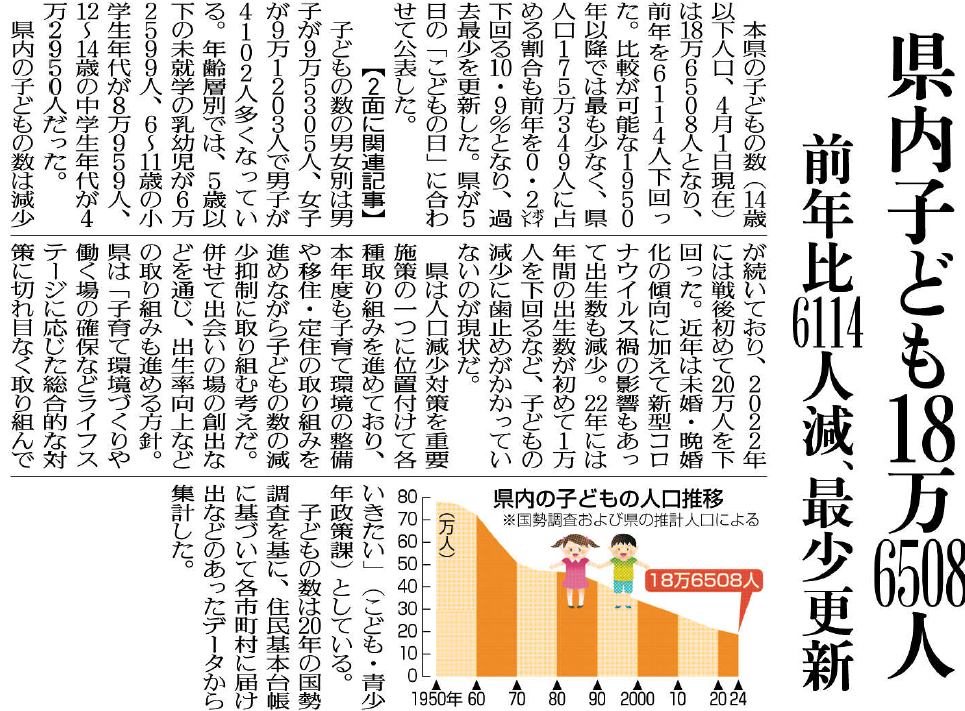 県内子ども18万6508人
前年比6114人減、最少更新
　本県の子どもの数（14歳
以下人口、4月1日現在）
は18万6508人となり、
前年を6114人下回っ
た。比較が可能な1950
年以降では最も少なく、県
人口175万349人に占
める割合も前年を0・2㌽
下回る10・9％となり、過
去最少を更新した。県が5
日の「こどもの日」に合わ
せて公表した。
【2面に関連記事】
　子どもの数の男女別は男
子が9万5305人、女子
が9万1203人で男子が
4102人多くなってい
る。年齢層別では、5歳以
下の未就学の乳幼児が6万
2599人、6〜11歳の小
学生年代が8万959人、
12〜14歳の中学生年代が4
万2950人だった。
　県内の子どもの数は減少
が続いており、2022年
には戦後初めて20万人を下
回った。近年は未婚・晩婚
化の傾向に加えて新型コロ
ナウイルス禍の影響もあっ
て出生数も減少。22年には
年間の出生数が初めて1万
人を下回るなど、子どもの
減少に歯止めがかかってい
ないのが現状だ。
　県は人口減少対策を重要
施策の一つに位置付けて各
種取り組みを進めており、
本年度も子育て環境の整備
や移住・定住の取り組みを
進めながら子どもの数の減
少抑制に取り組む考えだ。
併せて出会いの場の創出な
どを通じ、出生率向上など
の取り組みも進める方針。
県は「子育て環境づくりや
働く場の確保などライフス
テージに応じた総合的な対
策に切れ目なく取り組んで
いきたい」（こども・青少
年政策課）としている。
　子どもの数は20年の国勢
調査を基に、住民基本台帳
に基づいて各市町村に届け
出などのあったデータから
集計した。
県内の子どもの人口推移
※国勢調査および県の推計人口による
（万人）
80
70
60
50
40
30
20
10
0
18万6508人
1950年 60 70 80 90 2000 10 20 24